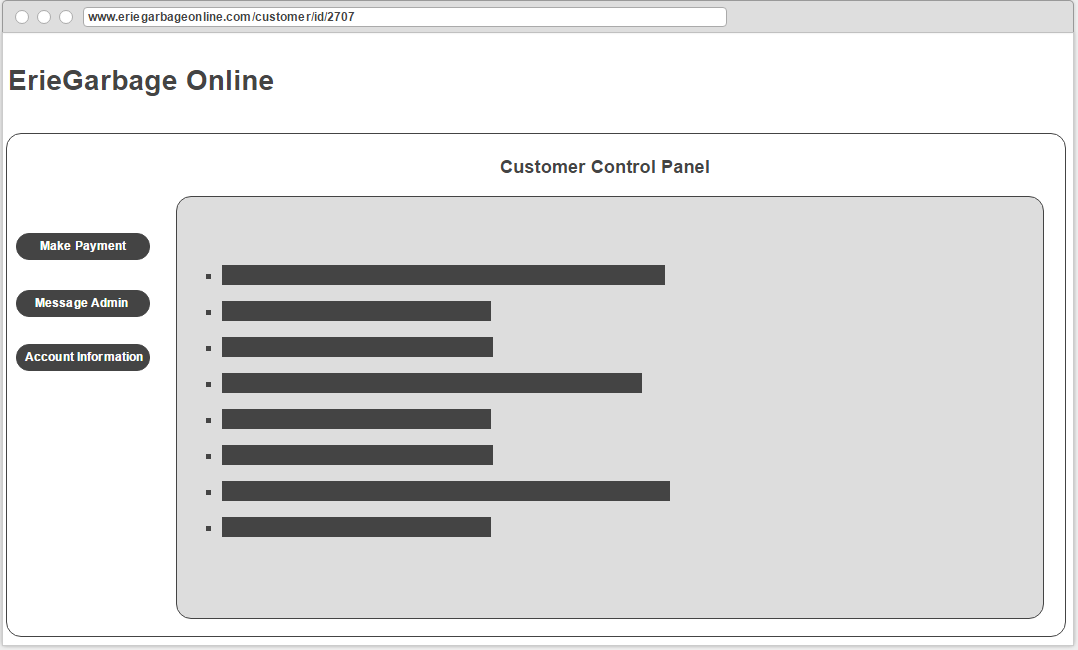 www.eriegarbageonline.com/customer/id/2707
ErieGarbage Online
Customer Control Panel
Make Payment
Message Admin
Account Information